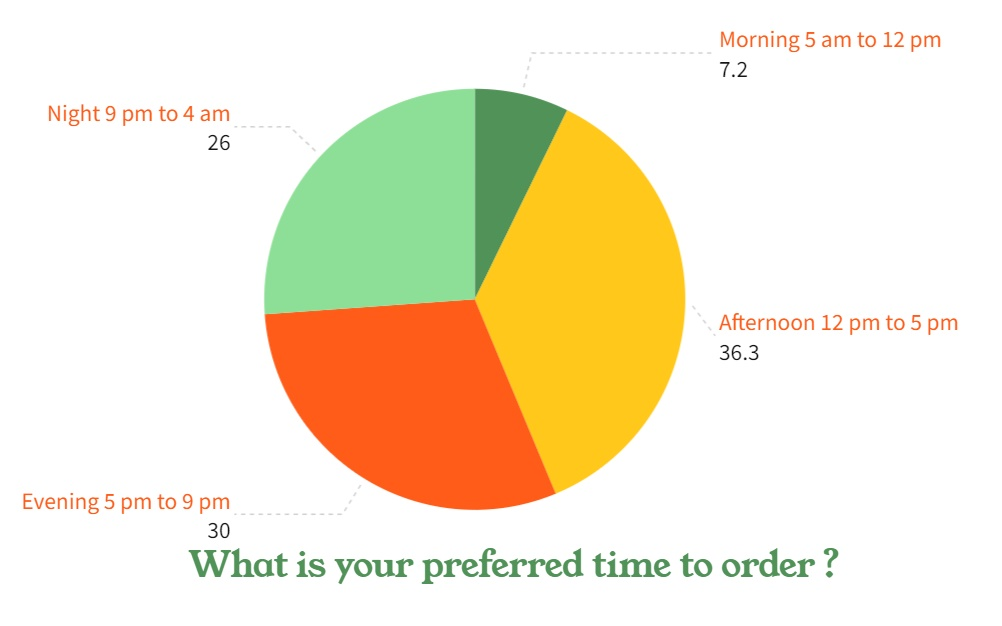 Morning 5 am to 12 pm
7.2
Night 9 pm to 4 am
26
Afternoon 12 pm to 5 pm
36.3
Evening 5 pm to 9 pm
30
What is your preferred time to order ?